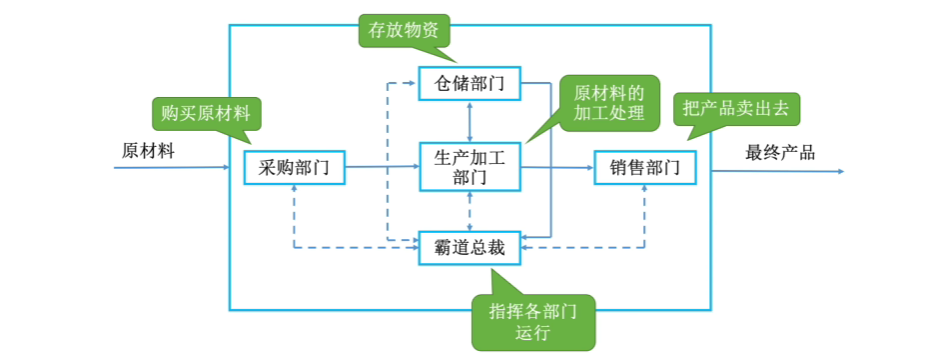 存放物资
仓储部门
原材料的
加工处理
把产品卖出去
购买原材料
原材料
采购部门
生产加工
部门
销售部门
最终产品
霸道总裁
指挥各部门
运行